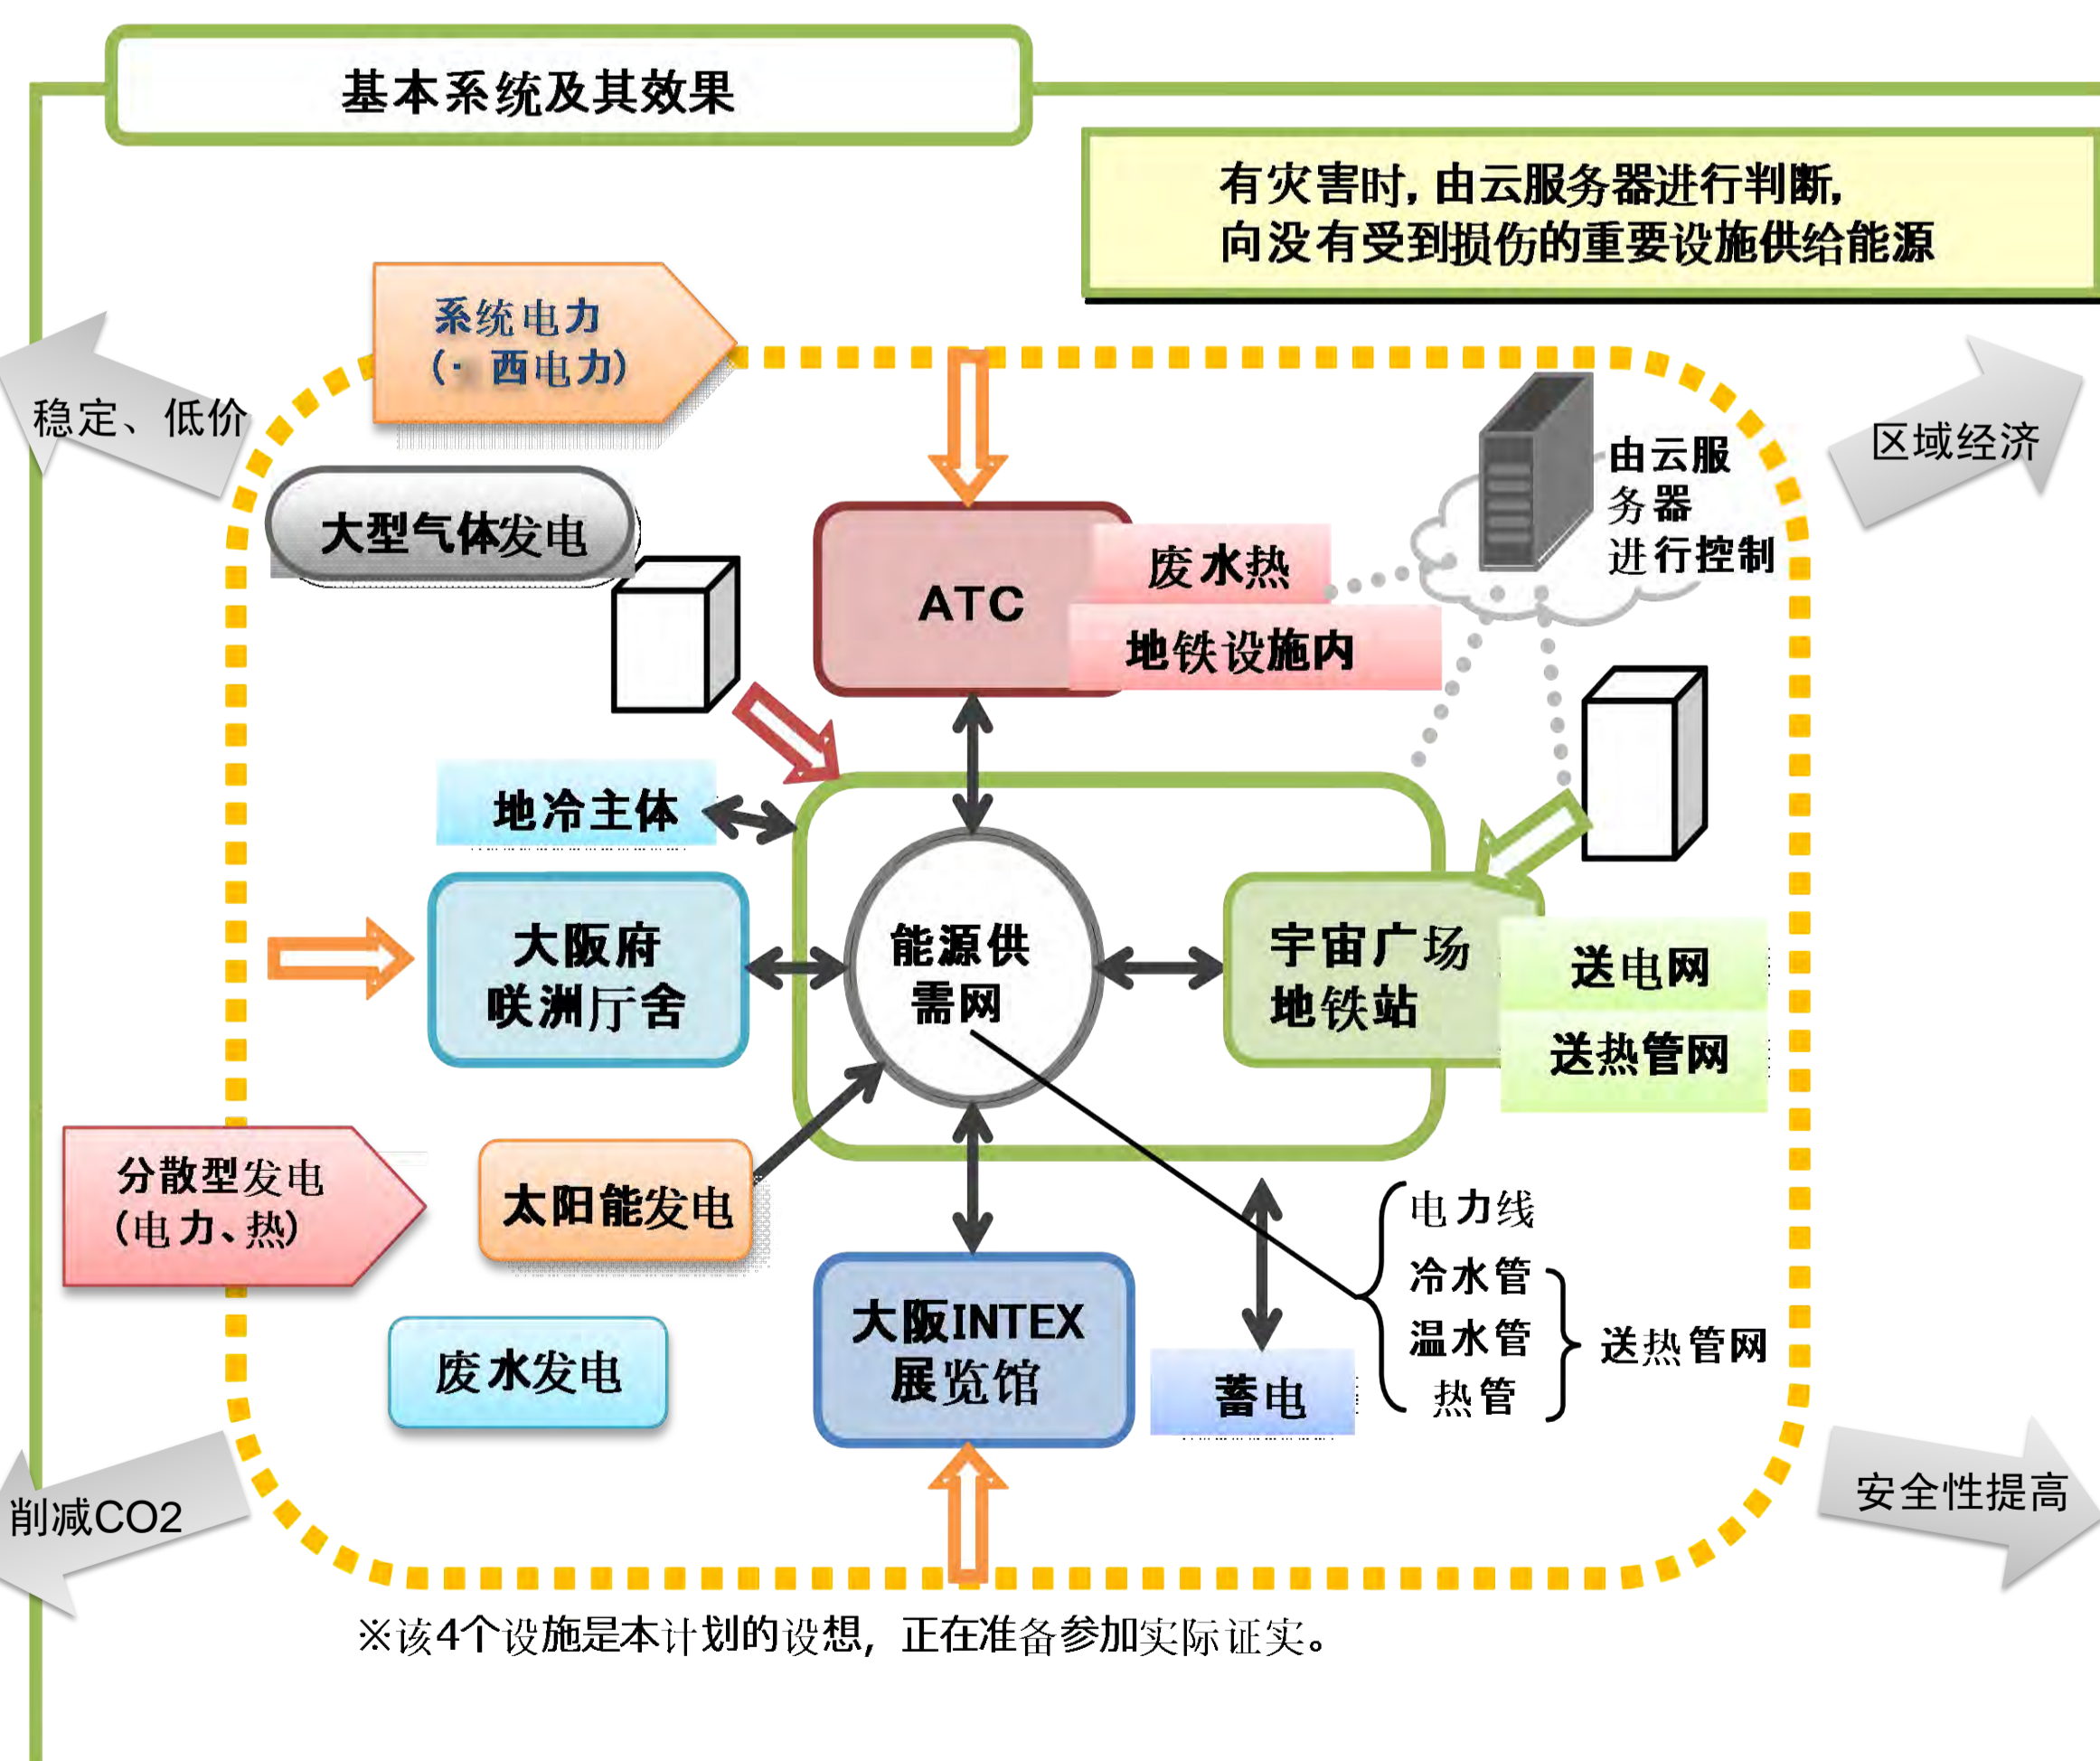 基本系统及其效果
有灾害时，由云服务器进行判断，
向没有受到损伤的重要设施供给能源
系统电力
(· 西电力)
稳定、低价
区域经济
由云服
务器
进行控制
大型气体发电
ATC
废水热
地铁设施内
地冷主体
大阪府
咲洲厅舍
能源供
需网
宇宙广场
地铁站
送电网
送热管网
分散型发电
(电力、热)
太阳能发电
废水发电
大阪INTEX
展览馆
蓄电
电力线
冷水管
温水管
热管
送热管网
削减CO2
安全性提高
※该4个设施是本计划的设想，正在准备参加实际证实。